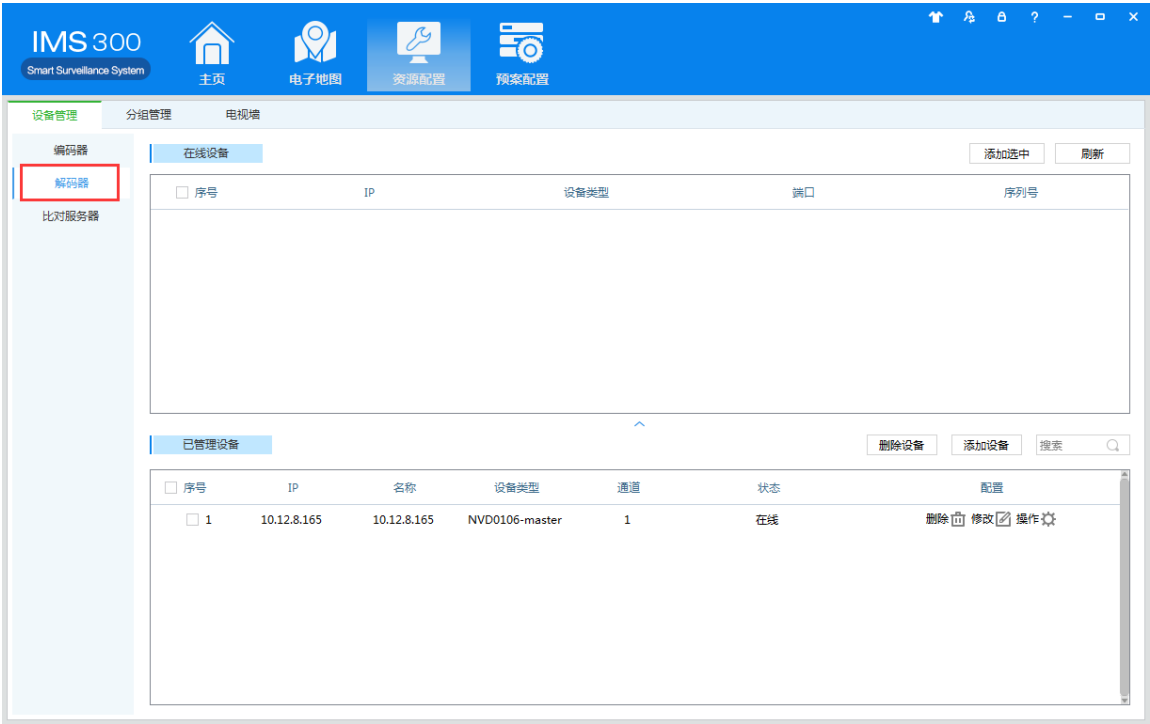 IMS 300
Smart Surveillance System
主页
电子地图
资源配置
预案配置
?
设备管理 分组管理 电视墙
编码器
解码器
比对服务器
在线设备 添加选中 刷新
序号 IP 设备类型 端口 序列号
已管理设备 删除设备 添加设备 搜索
序号 IP 名称 设备类型 通道 状态 配置
1 10.12.8.165 10.12.8.165 NVD0106-master 1 在线 删除 修改 操作